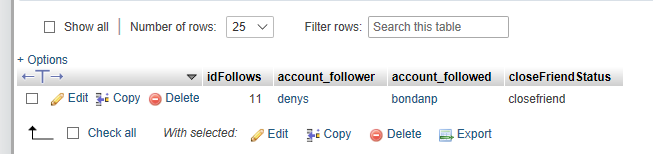 Show all Number of rows: 25 Filter rows: Search this table
+ Options
←T→ idFollows account_follower account_followed closeFriendStatus
Edit Copy Delete 11 denys bondanp closefriend
Check all With selected: Edit Copy Delete Export